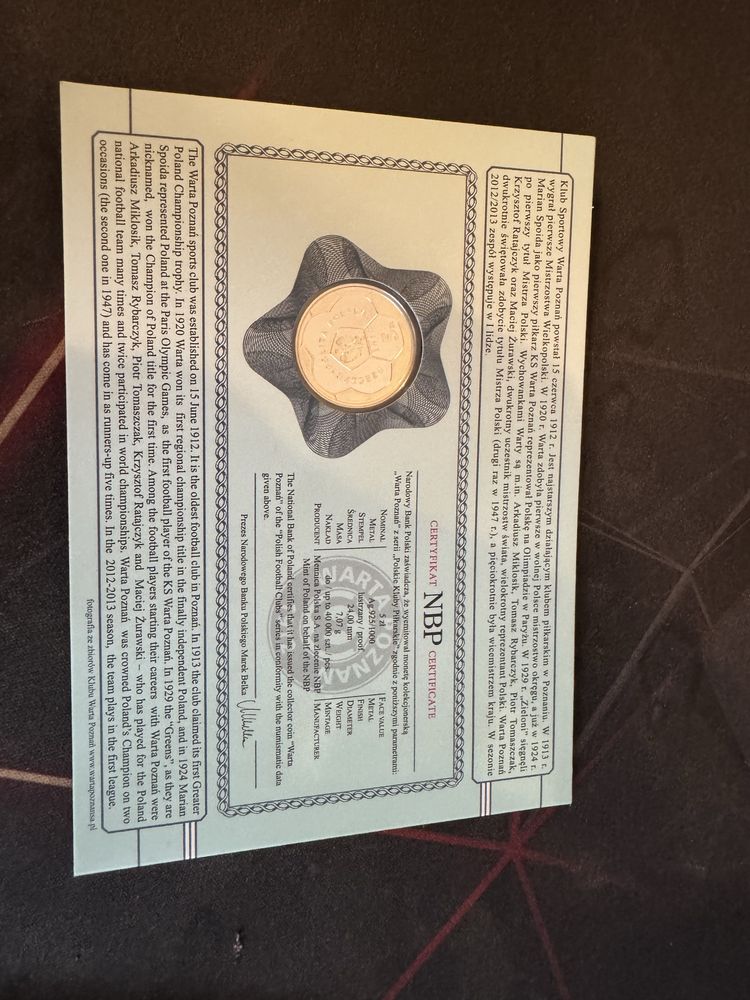 Klub Sportowy Warta Poznań powstał 15 czerwca 1912 r. Jest najstarszym działającym klubem piłkarskim w Poznaniu. W 1913 r.
wygrał pierwsze Mistrzostwa Wielkopolski. W 1920 r. Warta zdobyła pierwsze w wolnej Polsce mistrzostwo okręgu, a już w 1924 r.
Marian Spoida jako pierwszy piłkarz KS Warta Poznań reprezentował Polskę na Olimpiadzie w Paryżu. W 1929 r. „Zieloni” sięgnęli
po pierwszy tytuł Mistrza Polski. Wychowankami Warty są m.in. Arkadiusz Miklosik, Tomasz Rybarczyk, Piotr Tomaszczak,
Krzysztof Ratajczyk oraz Maciej Żurawski, dwukrotny uczestnik mistrzostw świata, wielokrotny reprezentant Polski. Warta Poznań
dwukrotnie świętowała zdobycie tytułu Mistrza Polski (drugi raz w 1947 r.), a pięciokrotnie była wicemistrzem kraju. W sezonie
2012/2013 zespół występuje w I lidze.
CERTYFIKAT NBP CERTIFICATE
Narodowy Bank Polski zaświadcza, że wyemitował monetę kolekcjonerską
„Warta Poznań” z serii „Polskie Kluby Piłkarskie” zgodnie z poniższymi parametrami:
NOMINAŁ 5 zł FACE VALUE
METAL Ag 925/1000 METAL
STEMPEL lustrzany / proof FINISH
ŚREDNICA 24,00 mm DIAMETER
MASA 7,07 g WEIGHT
NAKŁAD do / up to 40 000 szt. / pcs MINTAGE
PRODUCENT Mennica Polska S.A. na zlecenie NBP MANUFACTURER
Mint of Poland on behalf of the NBP
WARTA POZNAŃ
The National Bank of Poland certifies that it has issued the collector coin “Warta
Poznań” of the “Polish Football Clubs” series in conformity with the numismatic data
given above.
Prezes Narodowego Banku Polskiego Marek Belka
The Warta Poznań sports club was established on 15 June 1912. It is the oldest football club in Poznań. In 1913 the club claimed its first Greater
Poland Championship trophy. In 1920 Warta won its first regional championship title in the finally independent Poland, and in 1924 Marian
Spoida represented Poland at the Paris Olympic Games, as the first football player of the KS Warta Poznań. In 1929 the “Greens”, as they are
nicknamed, won the Champion of Poland title for the first time. Among the football players starting their careers with Warta Poznań were
Arkadiusz Miklosik, Tomasz Rybarczyk, Piotr Tomaszczak, Krzysztof Ratajczyk and Maciej Żurawski – who has played for the Poland
national football team many times and twice participated in world championships. Warta Poznań was crowned Poland's Champion on two
occasions (the second one in 1947) and has come in as runners-up five times. In the 2012-2013 season, the team plays in the first league.
fotografia ze zbiorów Klubu Warta Poznań www.wartapoznansa.pl